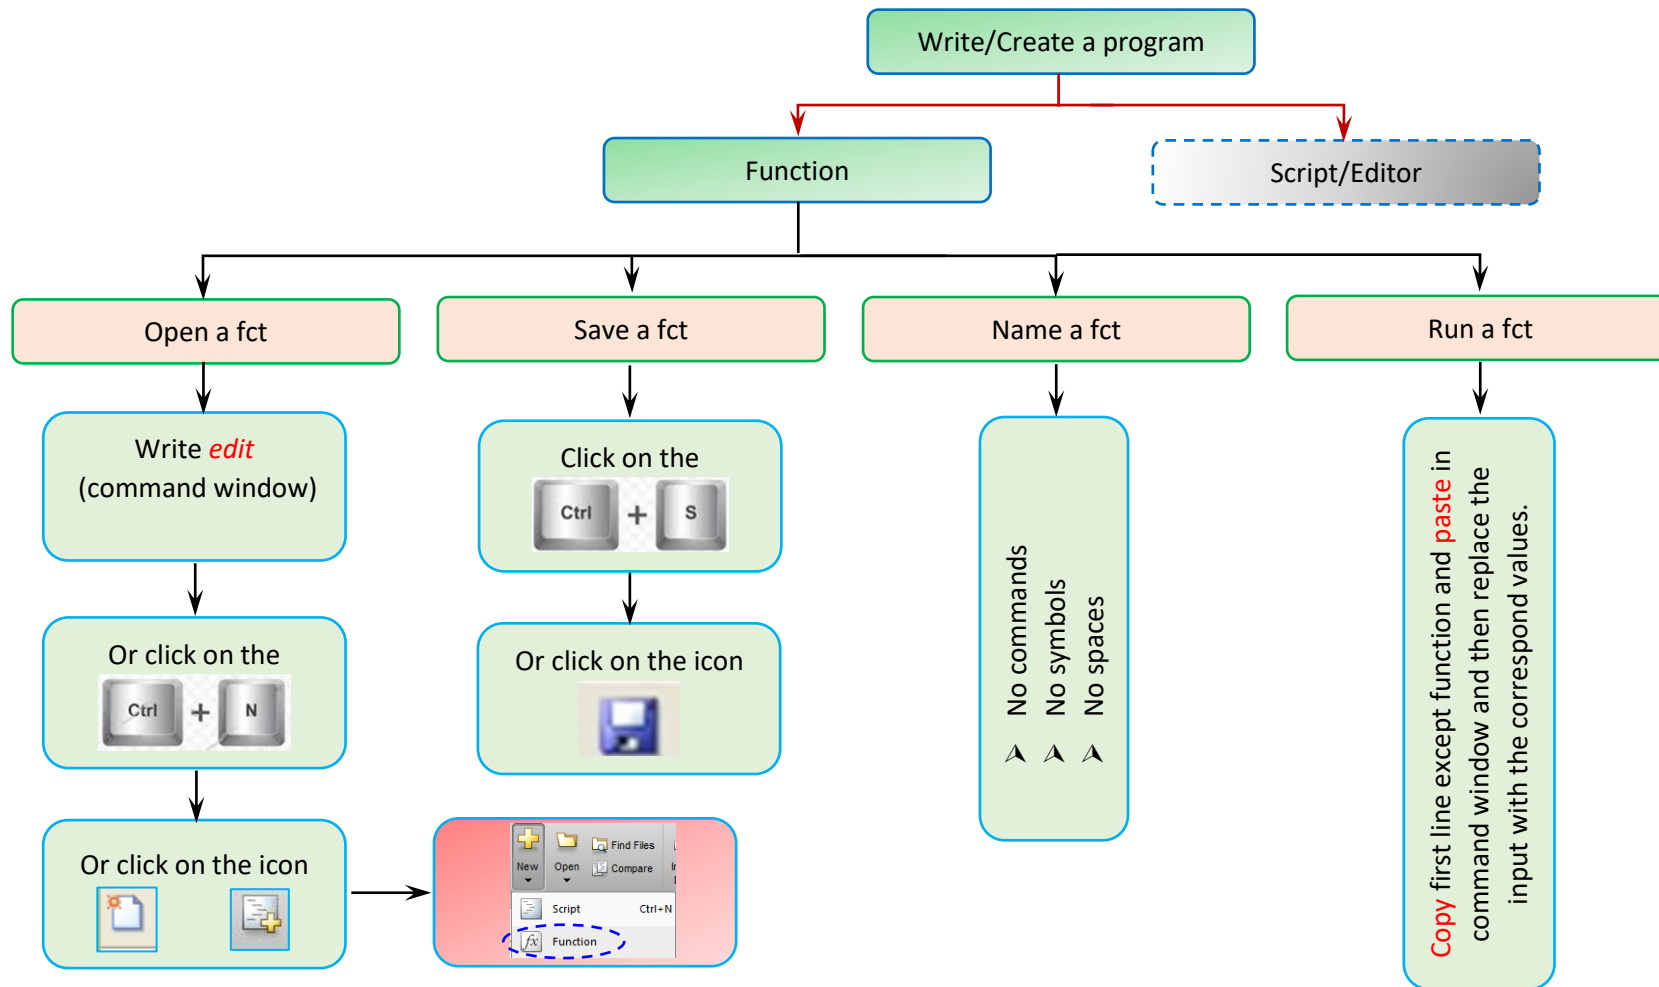 Write/Create a program
Function
Script/Editor
Open a fct
Save a fct
Name a fct
Run a fct
Write edit
(command window)
Or click on the
Ctrl + N
Or click on the icon
New
Open
Find Files
Compare
Script Ctrl+N
fx Function
Click on the
Ctrl + S
Or click on the icon
No commands
No symbols
No spaces
Copy first line except function and paste in
command window and then replace the
input with the correspond values.